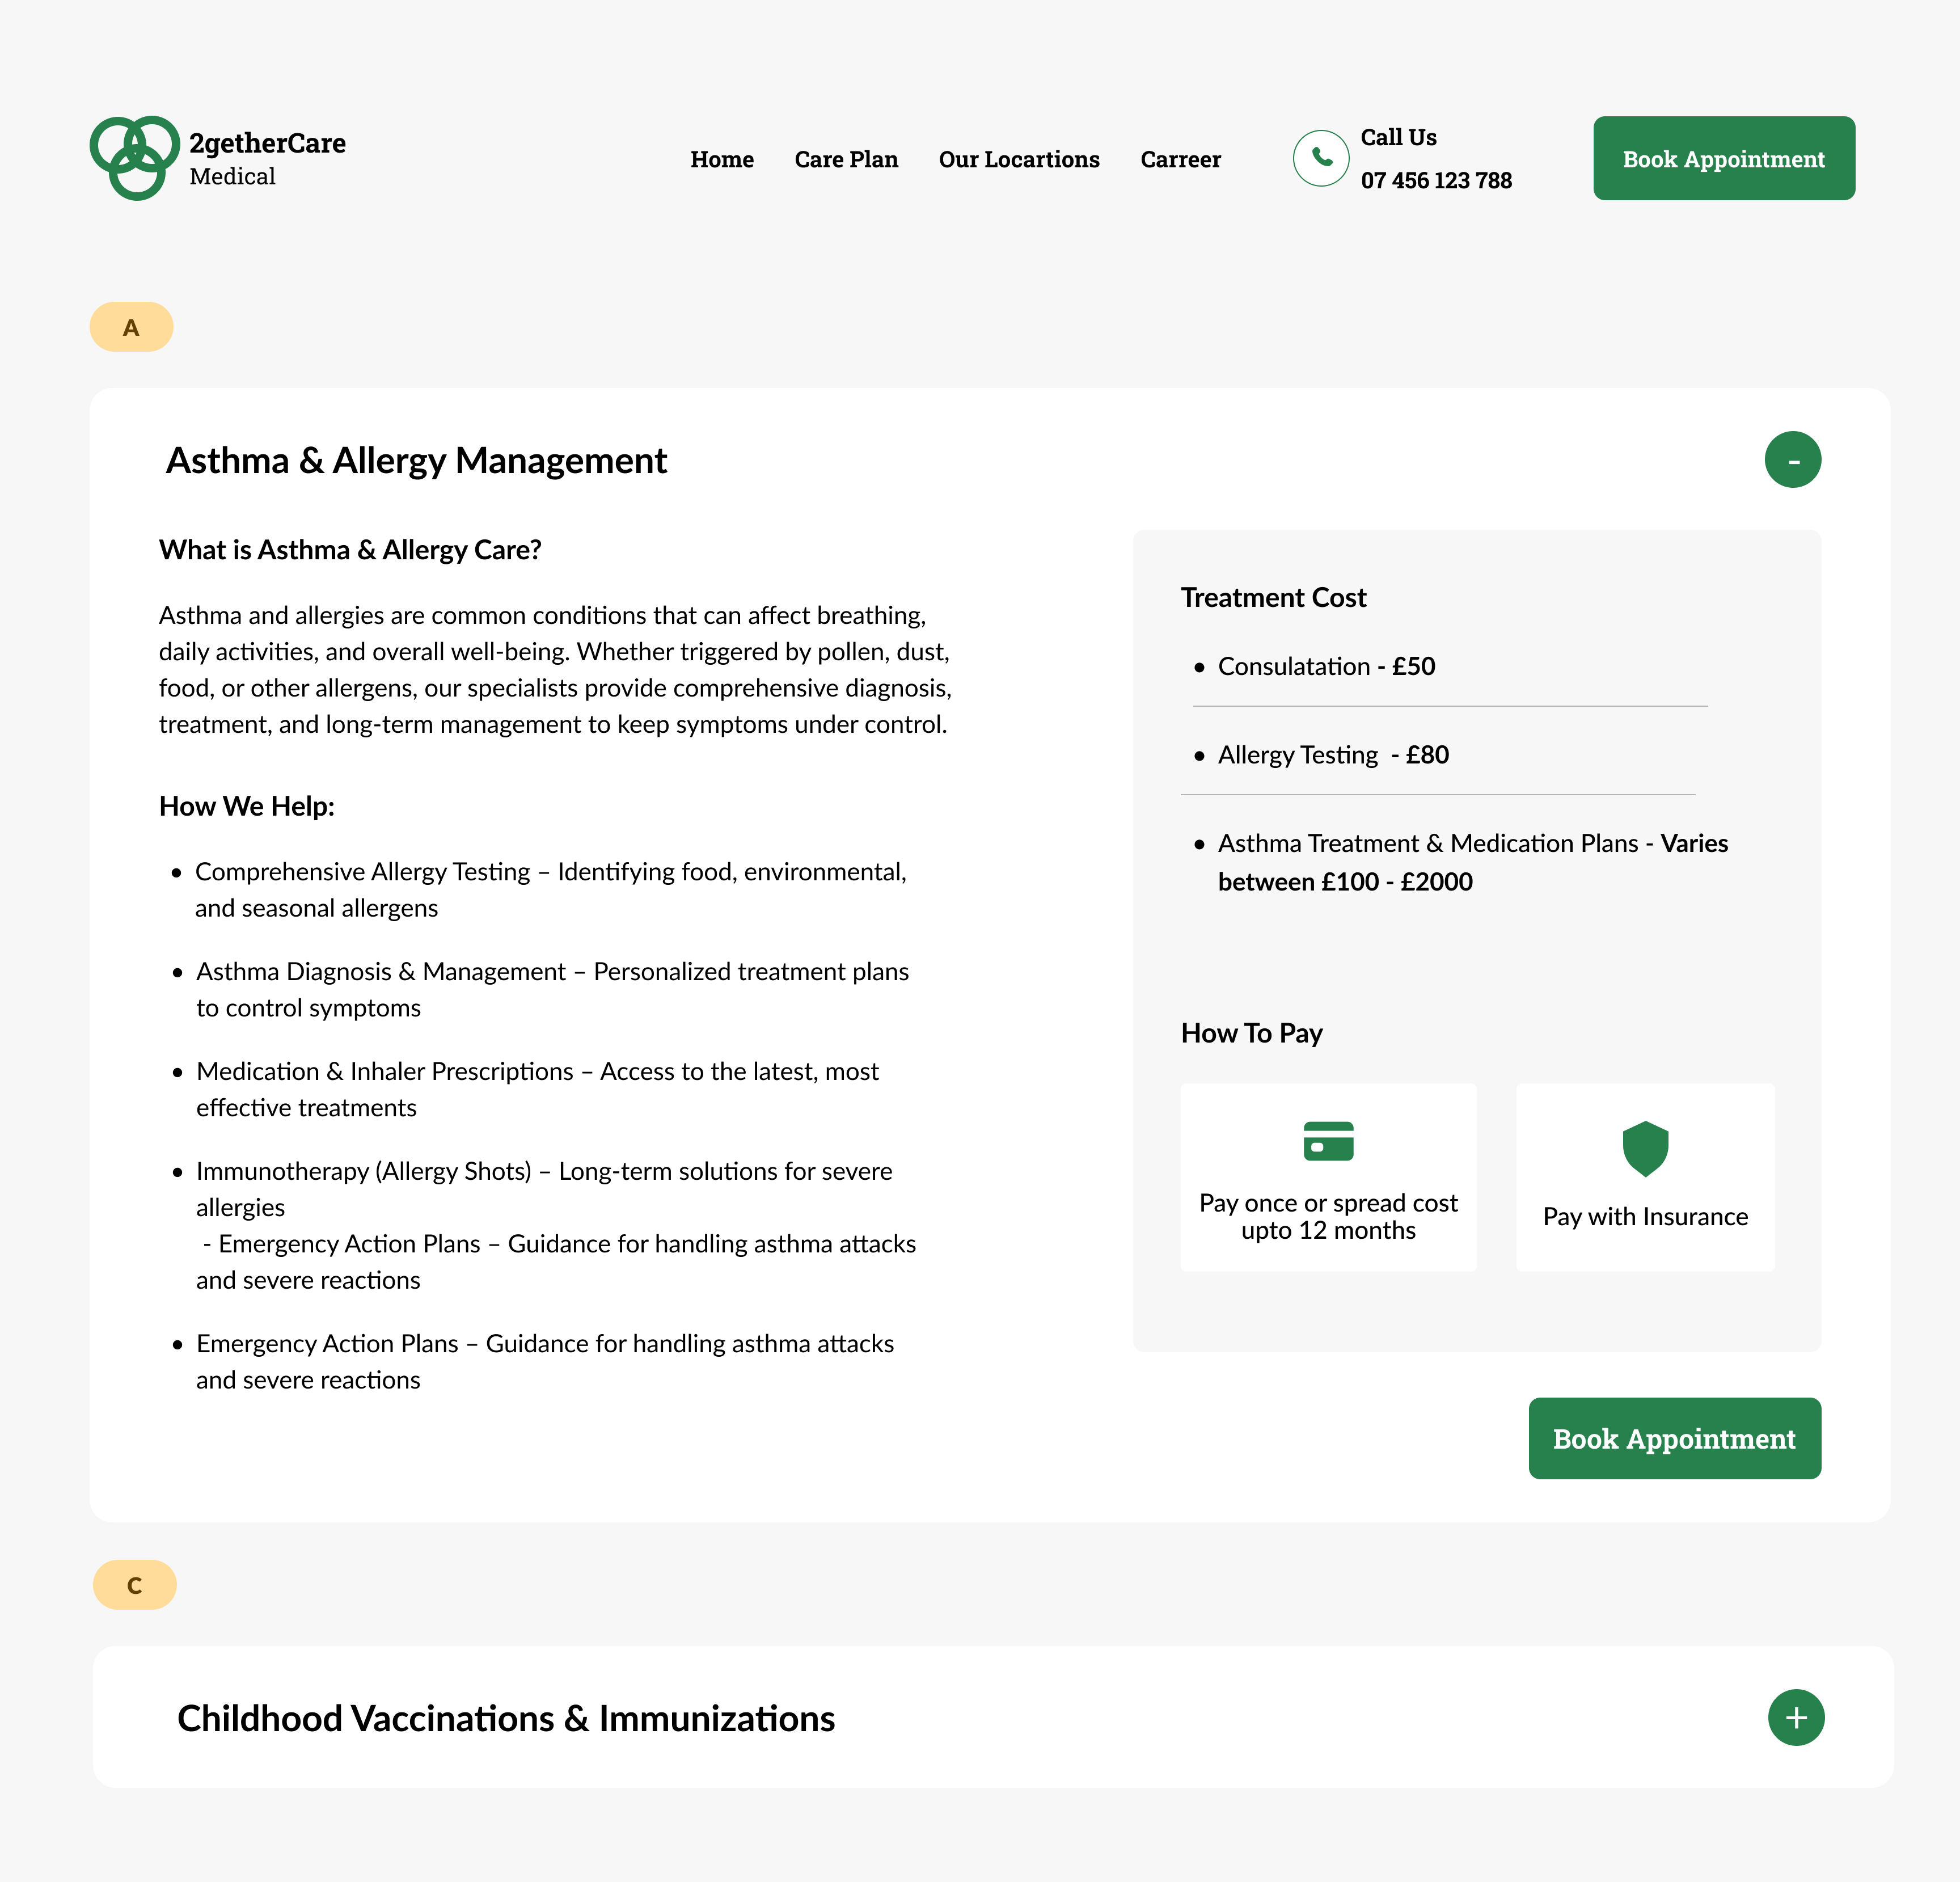 2getherCare
Medical
Home
Care Plan
Our Locartions
Carreer
Call Us
07 456 123 788
Book Appointment
A
Asthma & Allergy Management
-
What is Asthma & Allergy Care?
Asthma and allergies are common conditions that can affect breathing,
daily activities, and overall well-being. Whether triggered by pollen, dust,
food, or other allergens, our specialists provide comprehensive diagnosis,
treatment, and long-term management to keep symptoms under control.
How We Help:
• Comprehensive Allergy Testing – Identifying food, environmental,
and seasonal allergens
• Asthma Diagnosis & Management – Personalized treatment plans
to control symptoms
• Medication & Inhaler Prescriptions – Access to the latest, most
effective treatments
• Immunotherapy (Allergy Shots) – Long-term solutions for severe
allergies
- Emergency Action Plans – Guidance for handling asthma attacks
and severe reactions
• Emergency Action Plans – Guidance for handling asthma attacks
and severe reactions
Treatment Cost
• Consulatation - £50
• Allergy Testing - £80
• Asthma Treatment & Medication Plans - Varies
between £100 - £2000
How To Pay
Pay once or spread cost
upto 12 months
Pay with Insurance
Book Appointment
C
Childhood Vaccinations & Immunizations
+